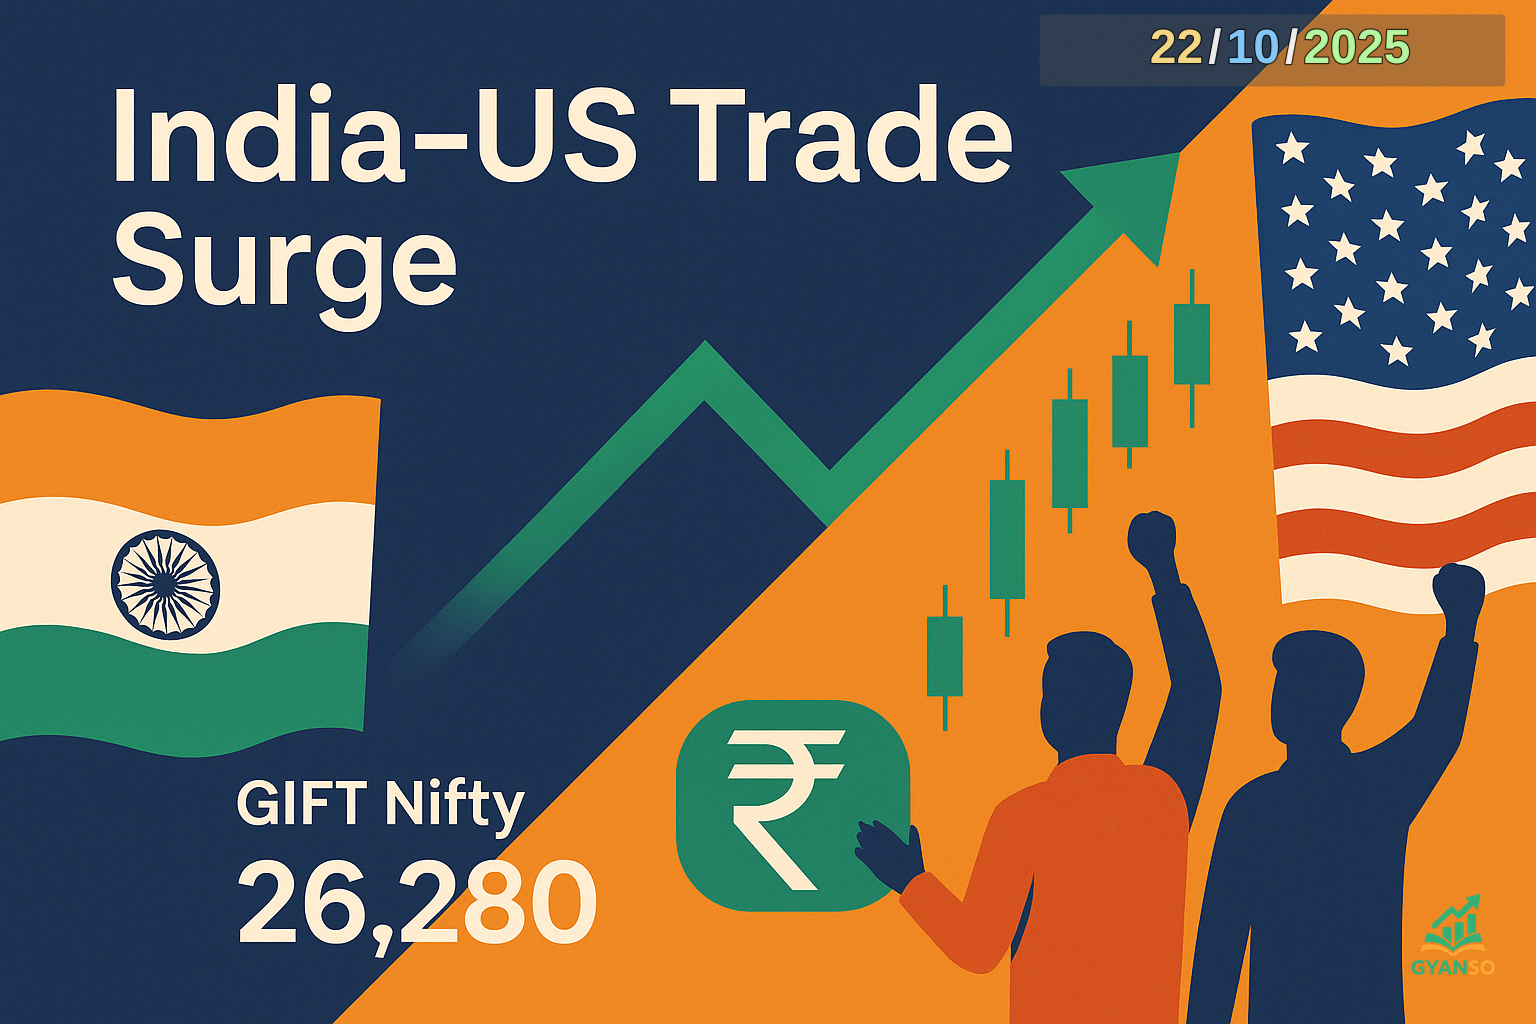 22/10/2025
India-US Trade
Surge
GIFT Nifty
26,280
₹
GYANSO